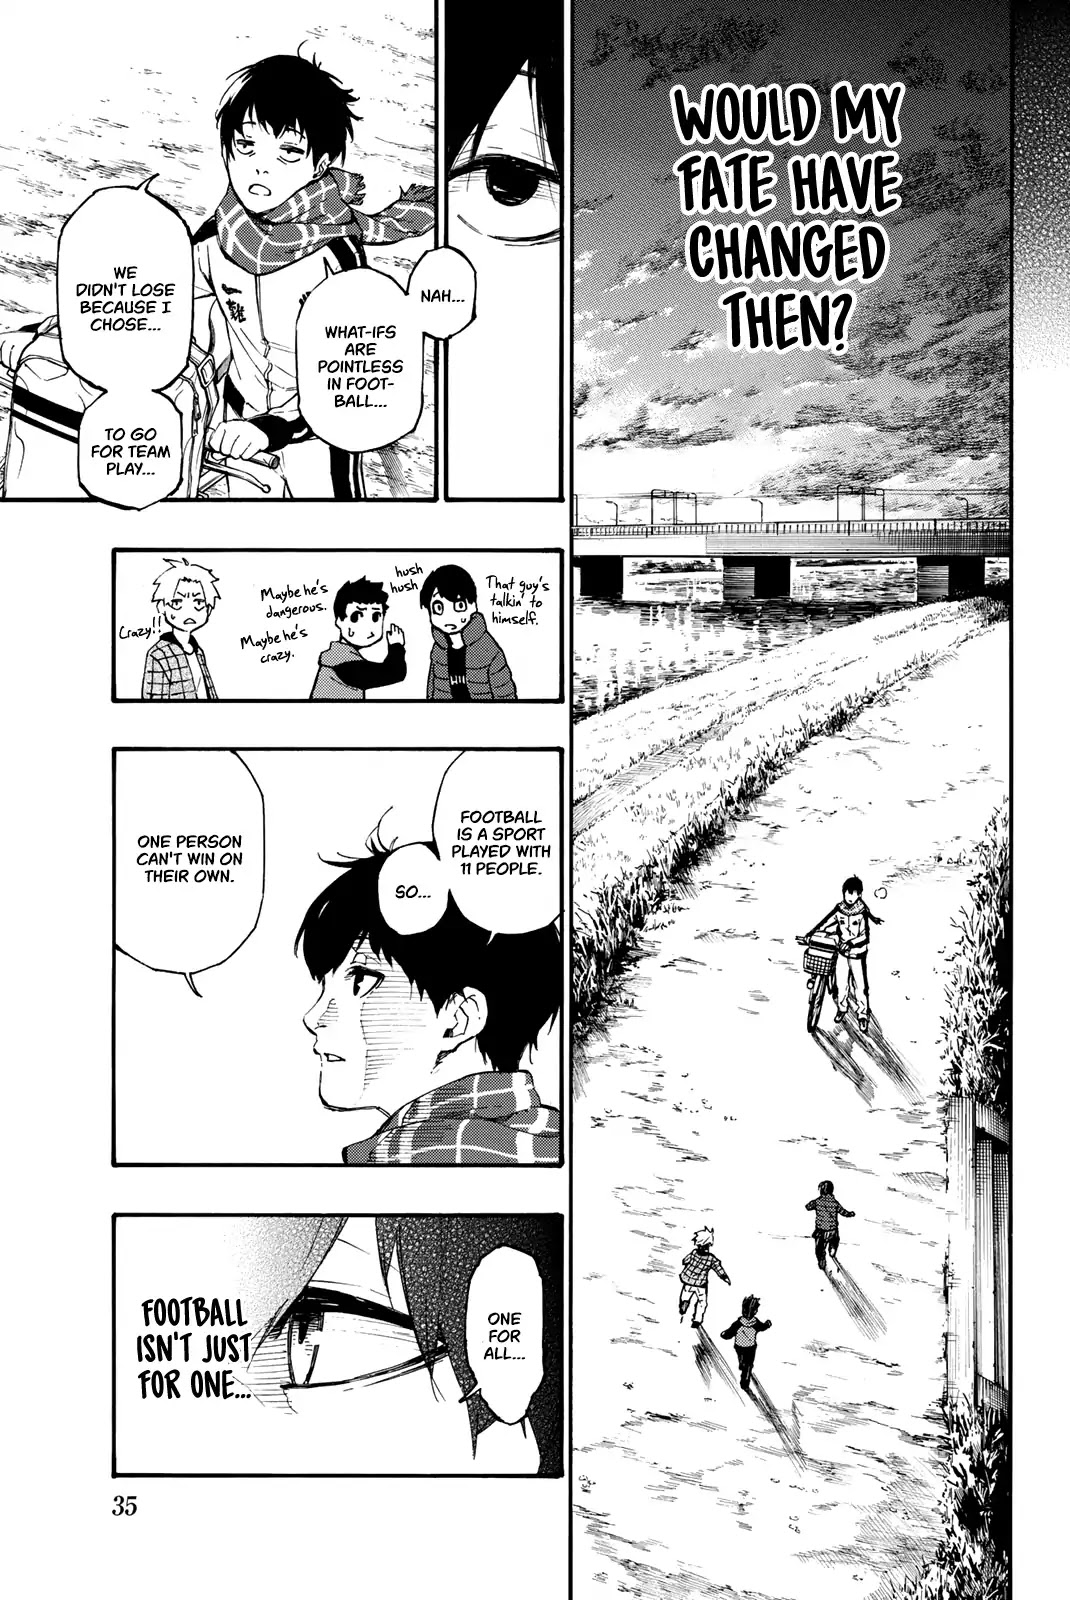 WOULD MY
FATE HAVE
CHANGED
THEN?
NAH...
WHAT-IFS
ARE
POINTLESS
IN FOOT-
BALL...
WE
DIDN'T LOSE
BECAUSE I
CHOSE...
TO GO
FOR TEAM
PLAY...
That guy's
talkin' to
himself.
hush
hush
Maybe he's
dangerous.
Maybe he's
crazy.
Crazy!!
FOOTBALL
IS A SPORT
PLAYED WITH
11 PEOPLE.
SO...
ONE PERSON
CAN'T WIN ON
THEIR OWN.
ONE
FOR
ALL...
FOOTBALL
ISN'T JUST
FOR ONE...
35